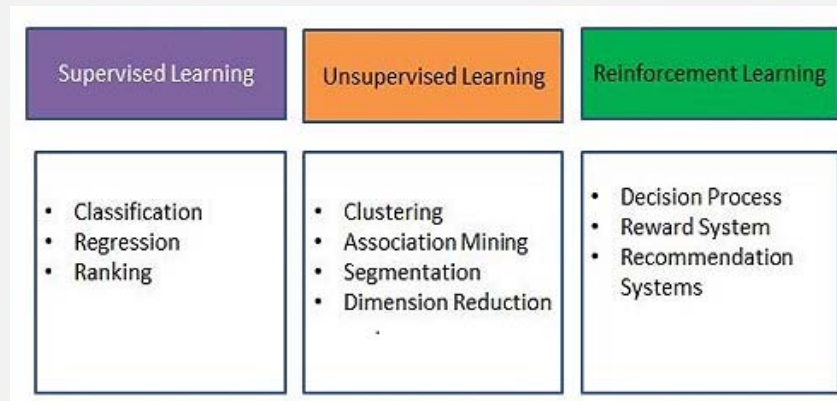 Supervised Learning
Unsupervised Learning
Reinforcement Learning
• Classification
• Regression
• Ranking
• Clustering
• Association Mining
• Segmentation
• Dimension Reduction
.
• Decision Process
• Reward System
• Recommendation
Systems